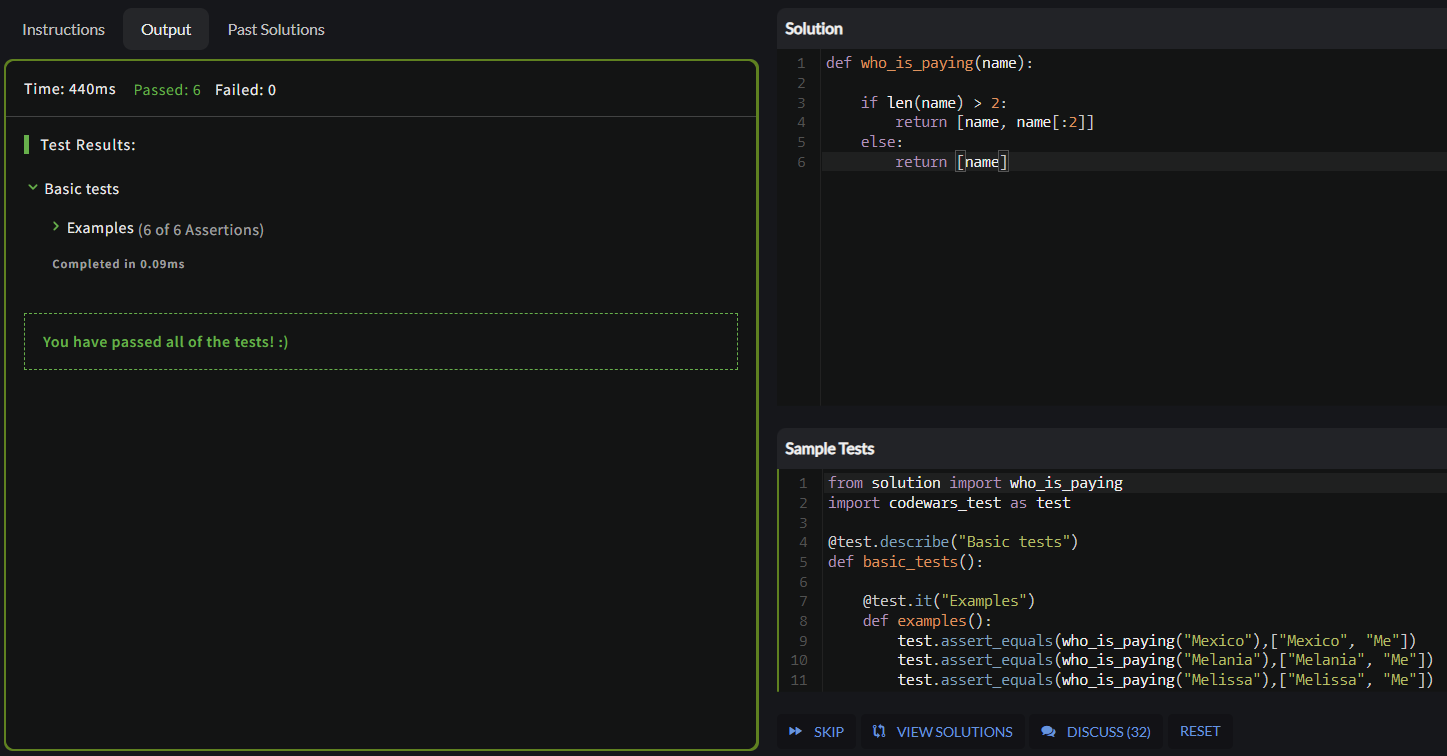 Instructions
Output
Past Solutions
Time: 440ms Passed: 6 Failed: 0
Test Results:
Basic tests
Examples (6 of 6 Assertions)
Completed in 0.09ms
You have passed all of the tests! :)
Solution
1 def who_is_paying(name):
2
3     if len(name) > 2:
4         return [name, name[:2]]
5     else:
6         return [name]
Sample Tests
1 from solution import who_is_paying
2 import codewars_test as test
3
4 @test.describe("Basic tests")
5 def basic_tests():
6
7     @test.it("Examples")
8     def examples():
9         test.assert_equals(who_is_paying("Mexico"),["Mexico", "Me"])
10         test.assert_equals(who_is_paying("Melania"),["Melania", "Me"])
11         test.assert_equals(who_is_paying("Melissa"),["Melissa", "Me"])
SKIP
VIEW SOLUTIONS
DISCUSS (32)
RESET